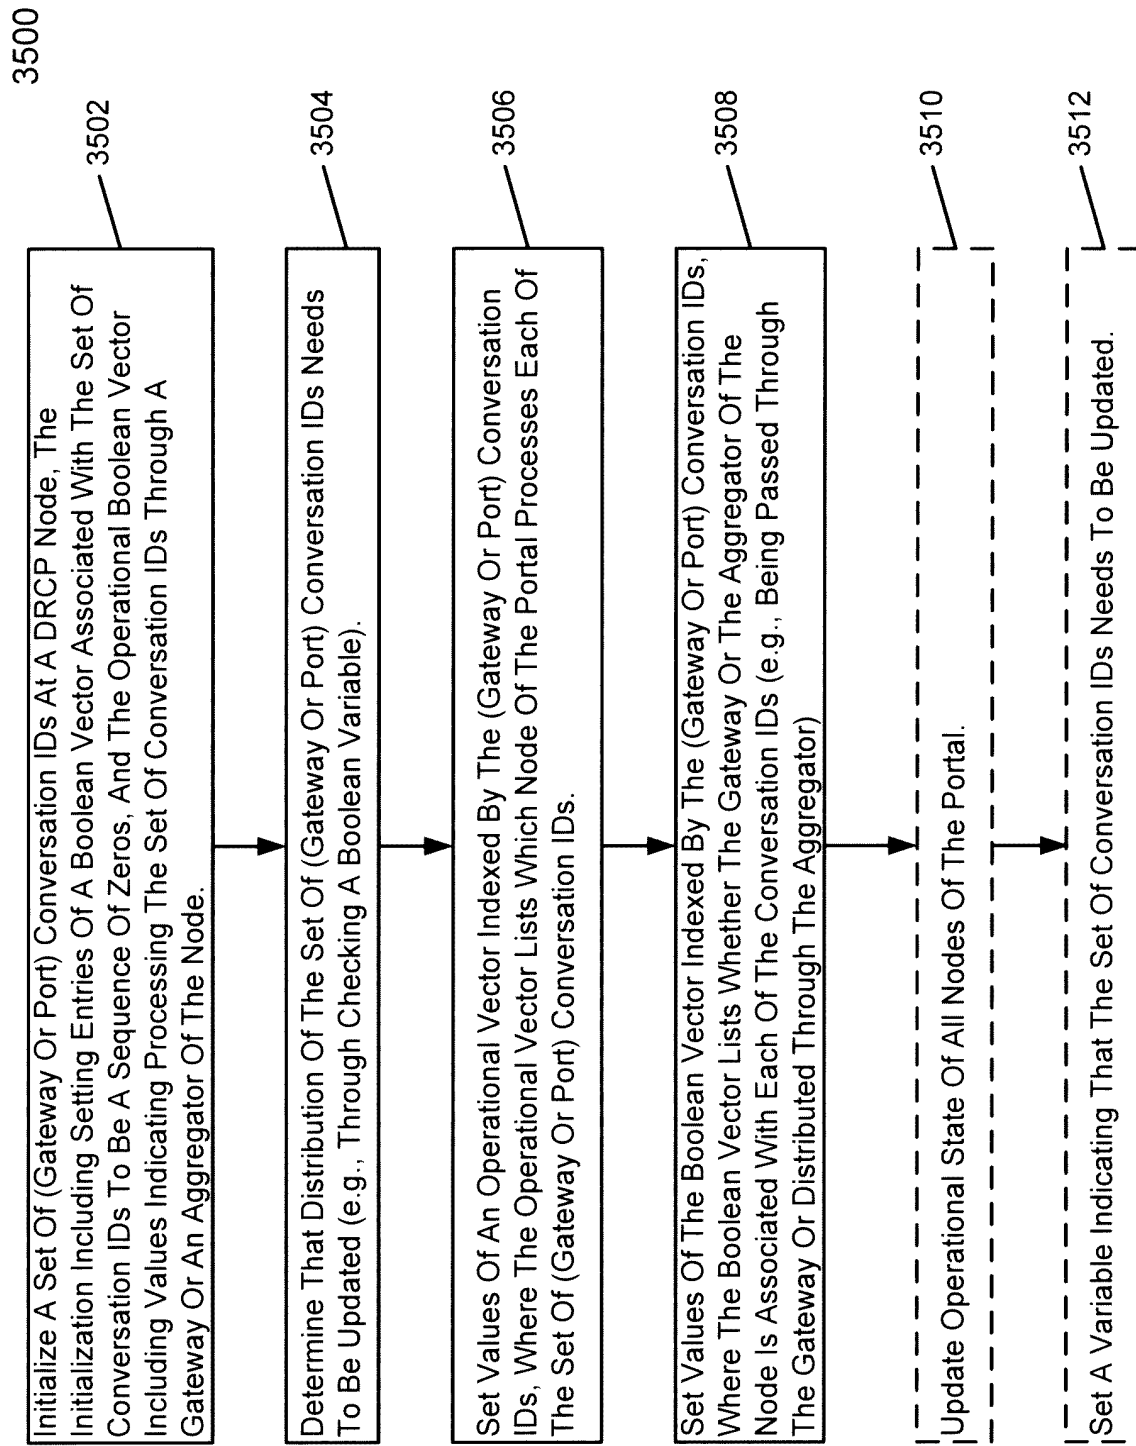 3500
3502
Initialize A Set Of (Gateway Or Port) Conversation IDs At A DRCP Node, The
Initialization Including Setting Entries Of A Boolean Vector Associated With The Set Of
Conversation IDs To Be A Sequence Of Zeros, And The Operational Boolean Vector
Including Values Indicating Processing The Set Of Conversation IDs Through A
Gateway Or An Aggregator Of The Node.
3504
Determine That Distribution Of The Set Of (Gateway Or Port) Conversation IDs Needs
To Be Updated (e.g., Through Checking A Boolean Variable).
3506
Set Values Of An Operational Vector Indexed By The (Gateway Or Port) Conversation
IDs, Where The Operational Vector Lists Which Node Of The Portal Processes Each Of
The Set Of (Gateway Or Port) Conversation IDs.
3508
Set Values Of The Boolean Vector Indexed By The (Gateway Or Port) Conversation IDs,
Where The Boolean Vector Lists Whether The Gateway Or The Aggregator Of The
Node Is Associated With Each Of The Conversation IDs (e.g., Being Passed Through
The Gateway Or Distributed Through The Aggregator)
3510
Update Operational State Of All Nodes Of The Portal.
3512
Set A Variable Indicating That The Set Of Conversation IDs Needs To Be Updated.